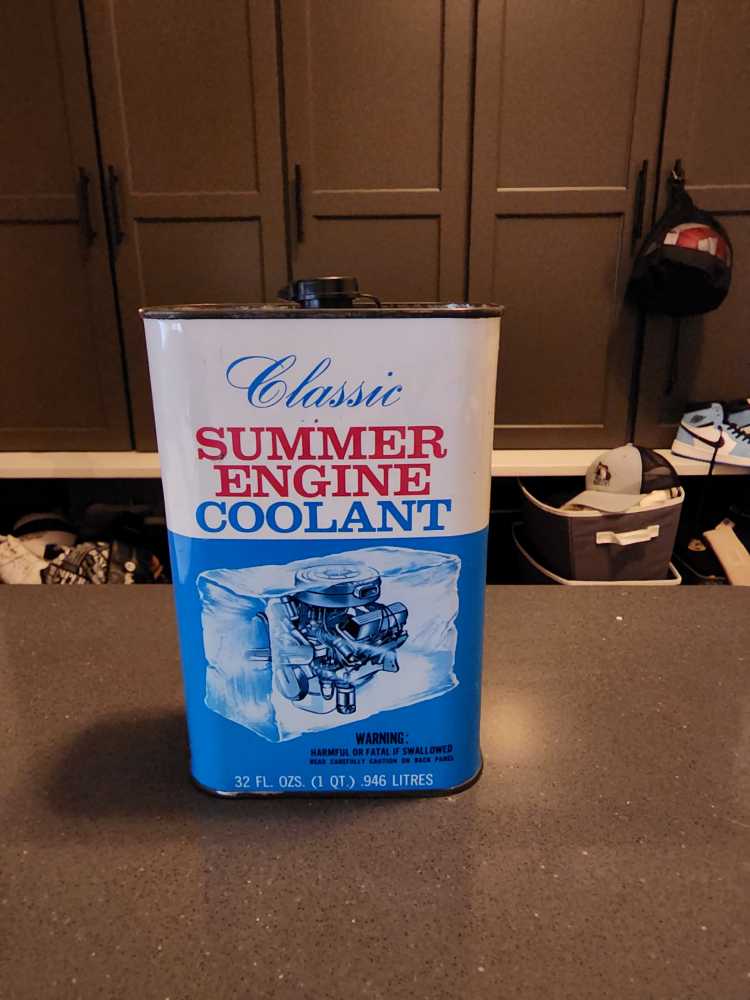 Classic
SUMMER
ENGINE
COOLANT
WARNING:
HARMFUL OR FATAL IF SWALLOWED
READ CAREFULLY CAUTION ON BACK PANEL
32 FL. OZS. (1 QT.) .946 LITRES